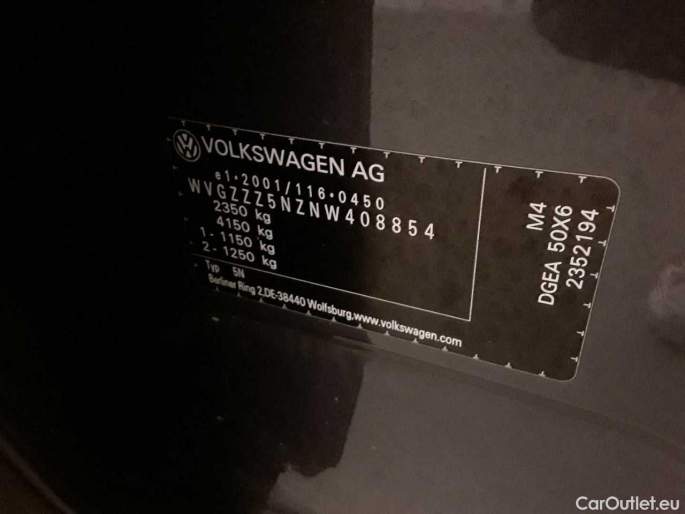 VOLKSWAGEN AG
e1*2001/116*0450
WVGZZZ5NZNW408854
2350 kg
4150 kg
1- 1150 kg
2- 1250 kg
Typ 5N
Berliner Ring 2,DE-38440 Wolfsburg,www.volkswagen.com
M4
DGEA 50X6
2352194
CarOutlet.eu